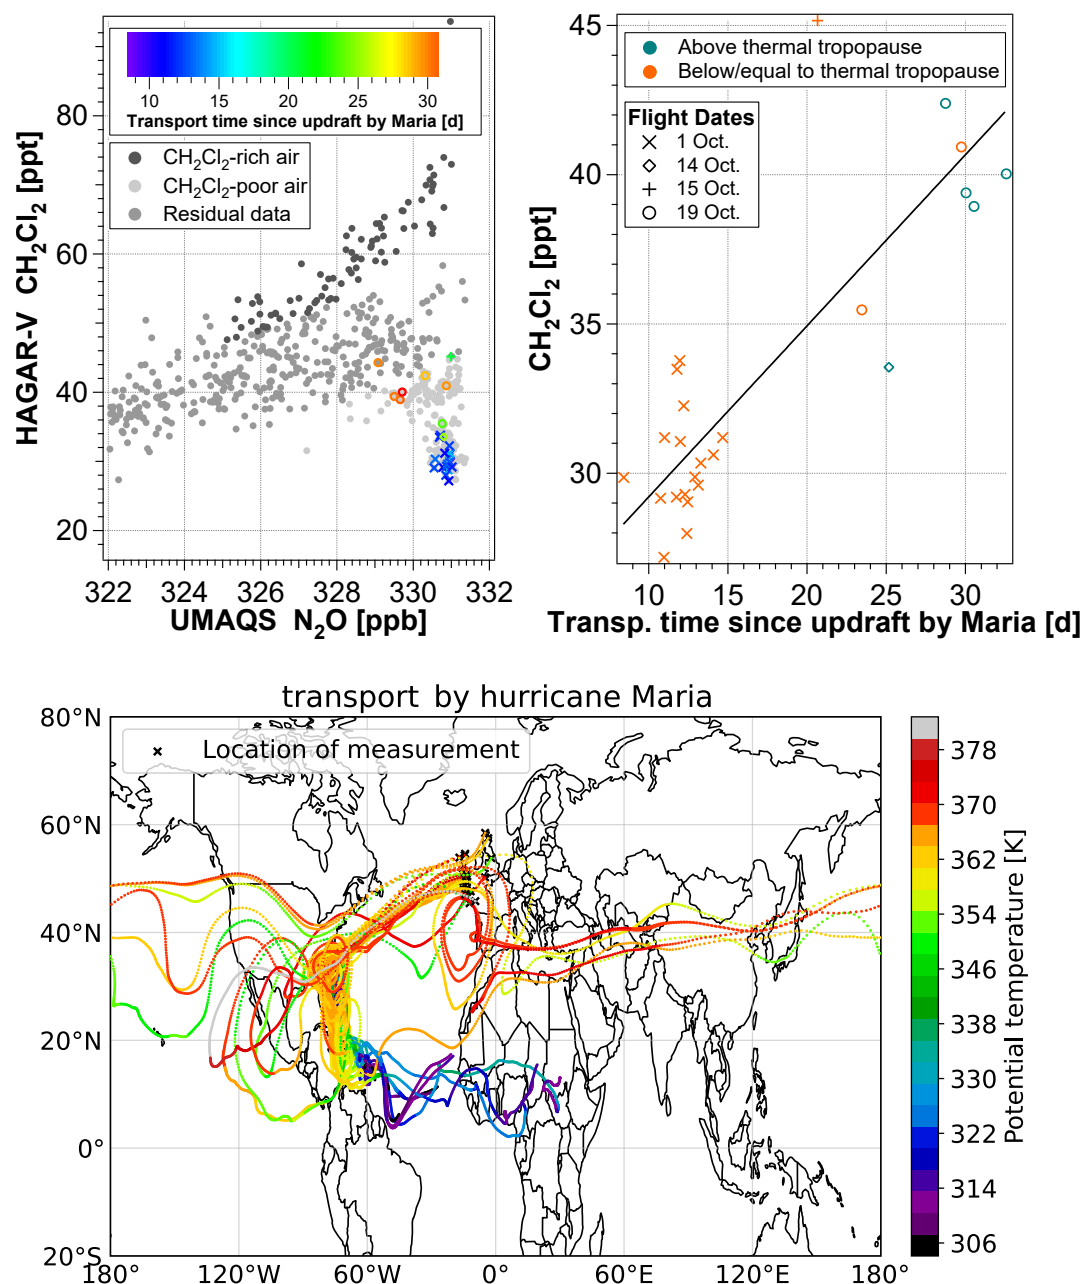 HAGAR-V CH₂Cl₂ [ppt]
80
60
40
20
10 15 20 25 30
Transport time since updraft by Maria [d]
CH₂Cl₂-rich air
CH₂Cl₂-poor air
Residual data
322 324 326 328 330 332
UMAQS N₂O [ppb]
CH₂Cl₂ [ppt]
45
40
35
30
Above thermal tropopause
Below/equal to thermal tropopause
Flight Dates
1 Oct.
14 Oct.
15 Oct.
19 Oct.
10 15 20 25 30
Transp. time since updraft by Maria [d]
transport by hurricane Maria
Location of measurement
80°N
60°N
40°N
20°N
0°
20°S
180° 120°W 60°W 0°E 60°E 120°E 180°
378
370
362
354
346
338
330
322
314
306
Potential temperature [K]